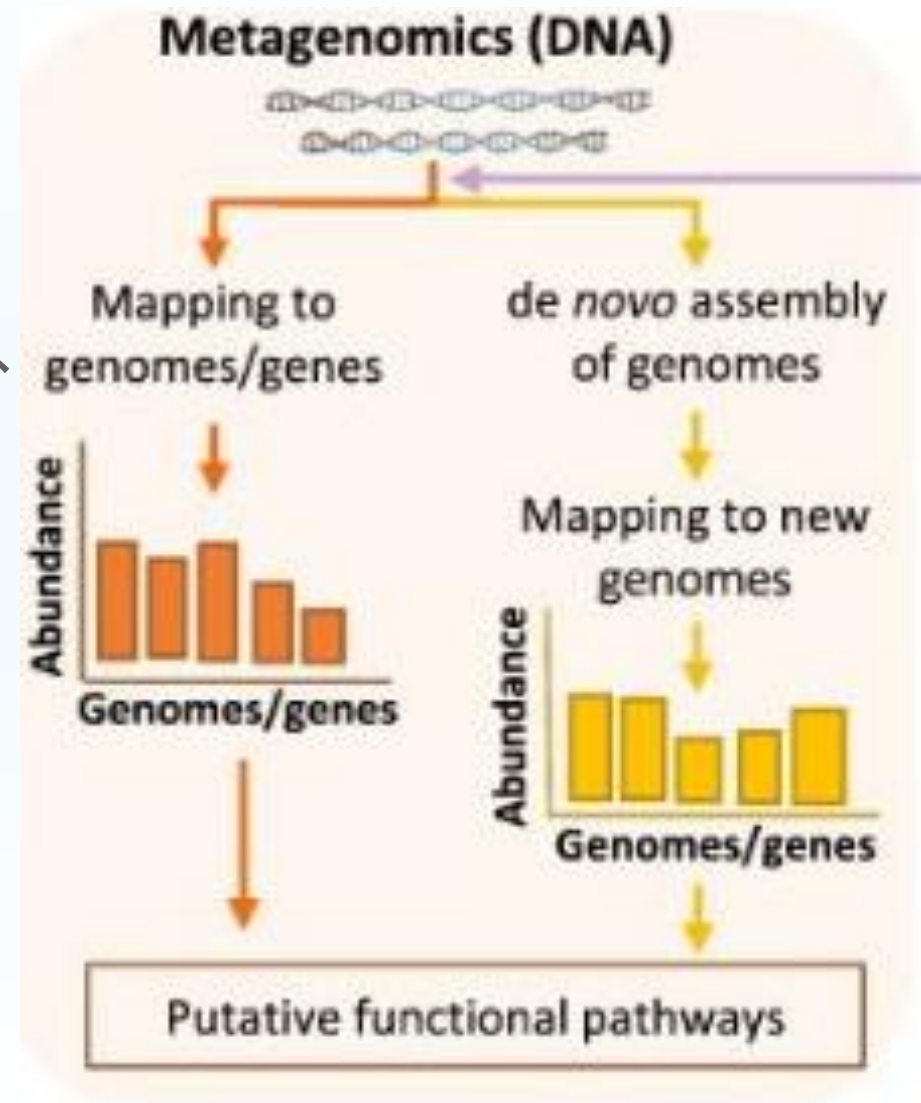 Metagenomics (DNA)
Mapping to
genomes/genes
Abundance
Genomes/genes
de novo assembly
of genomes
Mapping to new
genomes
Abundance
Genomes/genes
Putative functional pathways